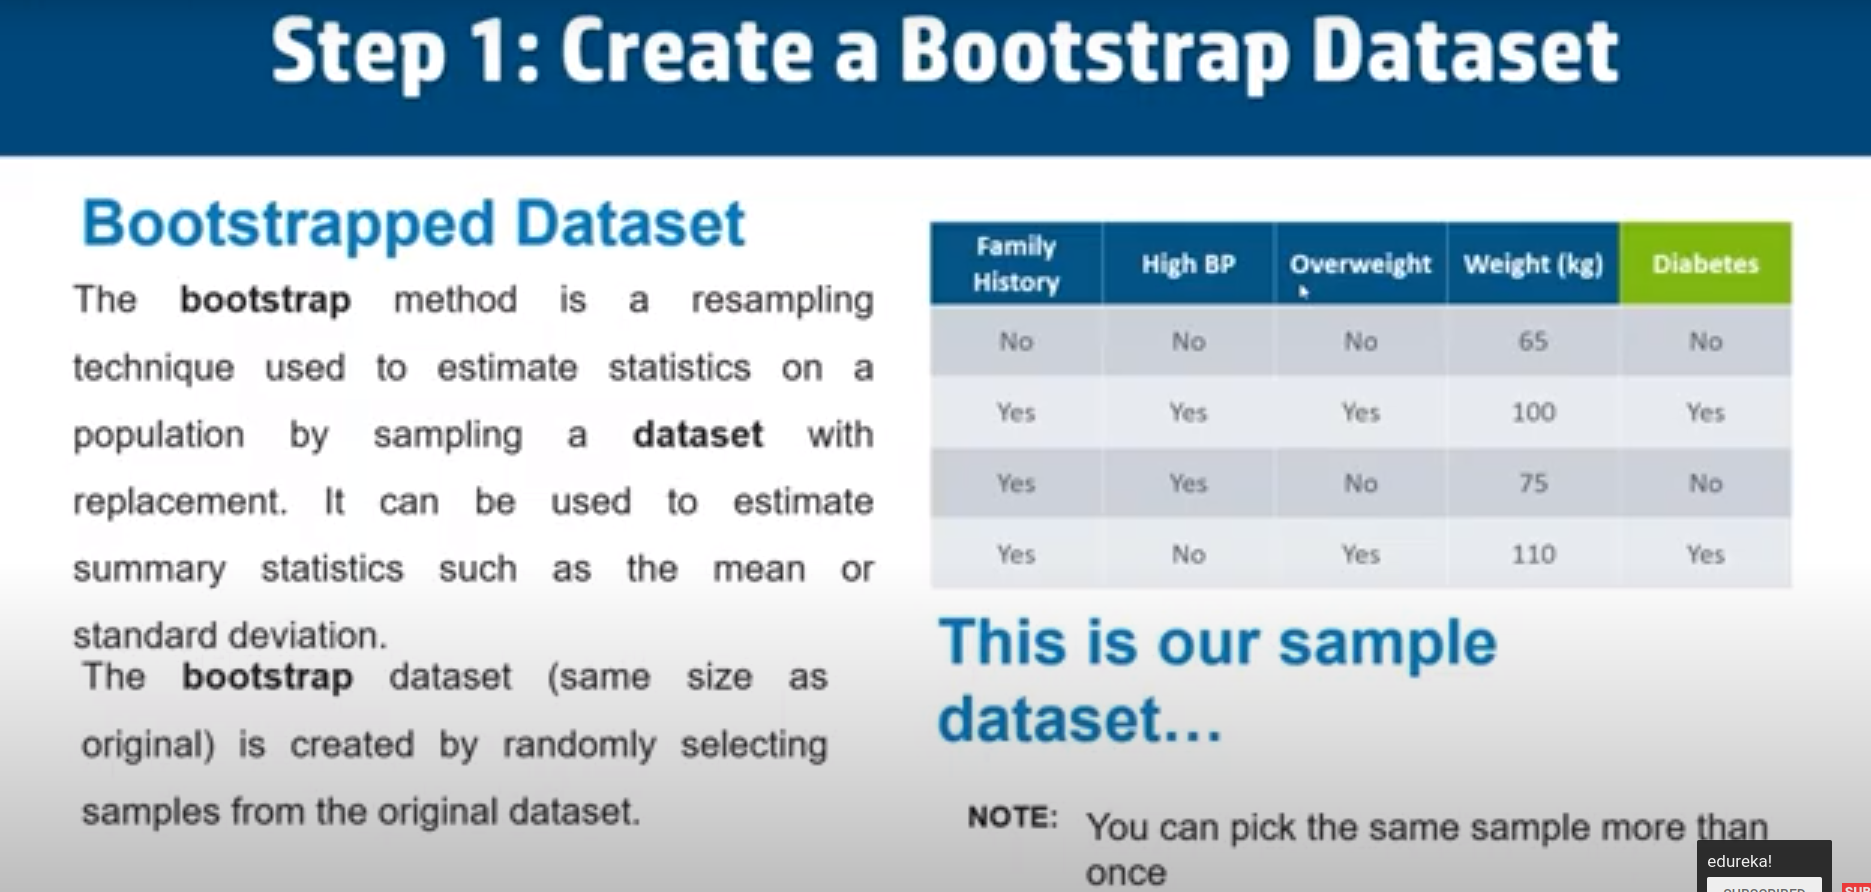 Step 1: Create a Bootstrap Dataset
Bootstrapped Dataset
The bootstrap method is a resampling
technique used to estimate statistics on a
population by sampling a dataset with
replacement. It can be used to estimate
summary statistics such as the mean or
standard deviation.
The bootstrap dataset (same size as
original) is created by randomly selecting
samples from the original dataset.
Family History High BP Overweight Weight (kg) Diabetes
No No No 65 No
Yes Yes Yes 100 Yes
Yes Yes No 75 No
Yes No Yes 110 Yes
This is our sample
dataset...
NOTE: You can pick the same sample more than
once
edureka!
SUBSCRIBED